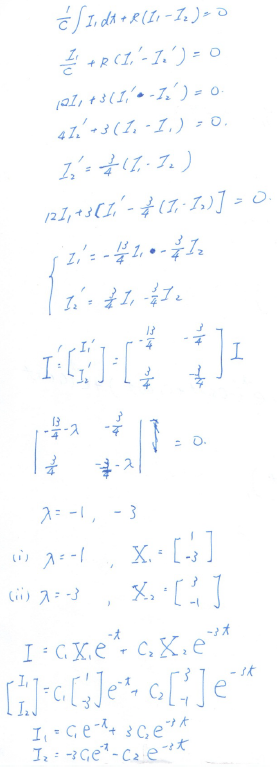 1/C ∫ I₁ dt + R(I₁ - I₂) = 0
I₁/C + R(I₁' - I₂') = 0
12I₁ + 3(I₁' - I₂') = 0.
4I₂' + 3(I₂ - I₁) = 0.
I₂' = 3/4 (I₁ - I₂)
12I₁ + 3[I₁' - 3/4 (I₁ - I₂)] = 0.
{ I₁' = -13/4 I₁ - 3/4 I₂
I₂' = 3/4 I₁ - 3/4 I₂
I' = [I₁' ; I₂'] = [-13/4 -3/4 ; 3/4 -3/4] I
|-13/4 - λ -3/4 ; 3/4 -3/4 - λ| = 0.
λ = -1, -3
(i) λ = -1, X₁ = [1 ; -3]
(ii) λ = -3, X₂ = [3 ; -1]
I = C₁X₁e^-t + C₂X₂e^-3t
[I₁ ; I₂] = C₁[1 ; -3]e^-t + C₂[3 ; -1]e^-3t
I₁ = C₁e^-t + 3C₂e^-3t
I₂ = -3C₁e^-t - C₂e^-3t